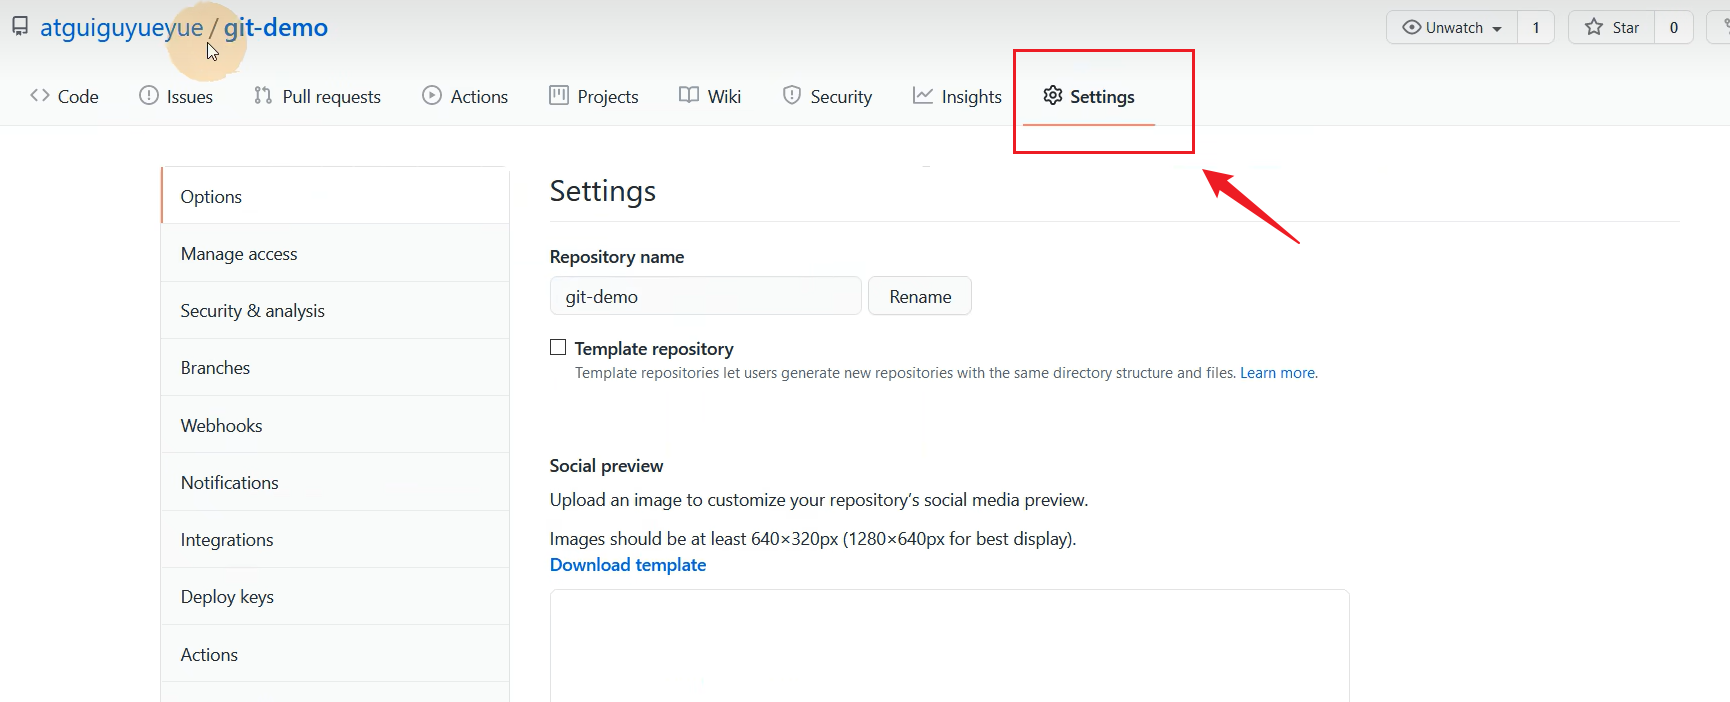 atguiguyueyue / git-demo
Unwatch 1 Star 0
Code Issues Pull requests Actions Projects Wiki Security Insights Settings
Options
Manage access
Security & analysis
Branches
Webhooks
Notifications
Integrations
Deploy keys
Actions
Settings
Repository name
git-demo Rename
Template repository
Template repositories let users generate new repositories with the same directory structure and files. Learn more.
Social preview
Upload an image to customize your repository’s social media preview.
Images should be at least 640×320px (1280×640px for best display).
Download template